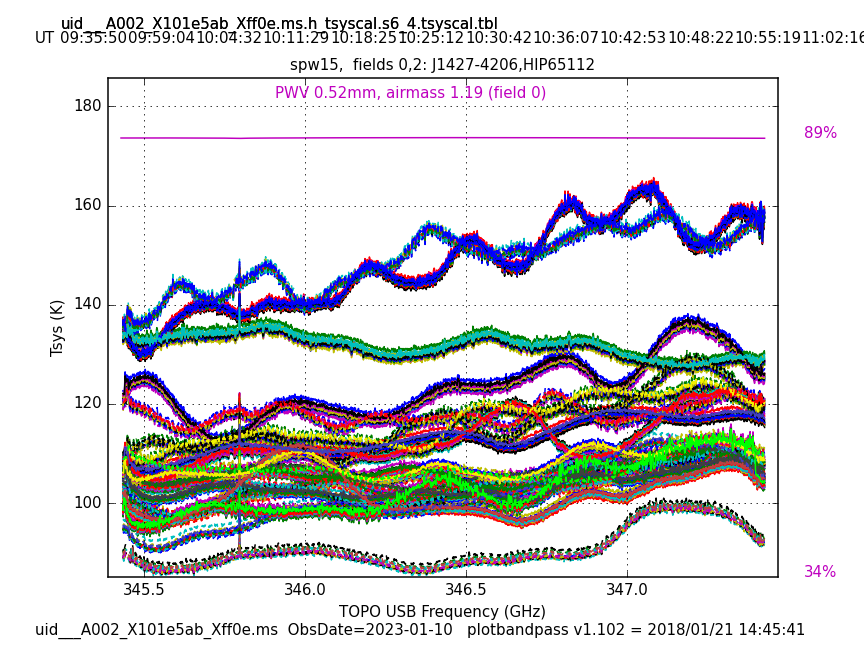 uid___A002_X101e5ab_Xff0e.ms.h_tsyscal.s6_4.tsyscal.tbl
UT 09:35:50 09:59:04 10:04:32 10:11:29 10:18:25 10:25:12 10:30:42 10:36:07 10:42:53 10:48:22 10:55:19 11:02:16
spw15,  fields 0,2: J1427-4206,HIP65112
PWV 0.52mm, airmass 1.19 (field 0)
180
89%
160
140
Tsys (K)
120
100
34%
345.5 346.0 346.5 347.0
TOPO USB Frequency (GHz)
uid___A002_X101e5ab_Xff0e.ms  ObsDate=2023-01-10   plotbandpass v1.102 = 2018/01/21 14:45:41